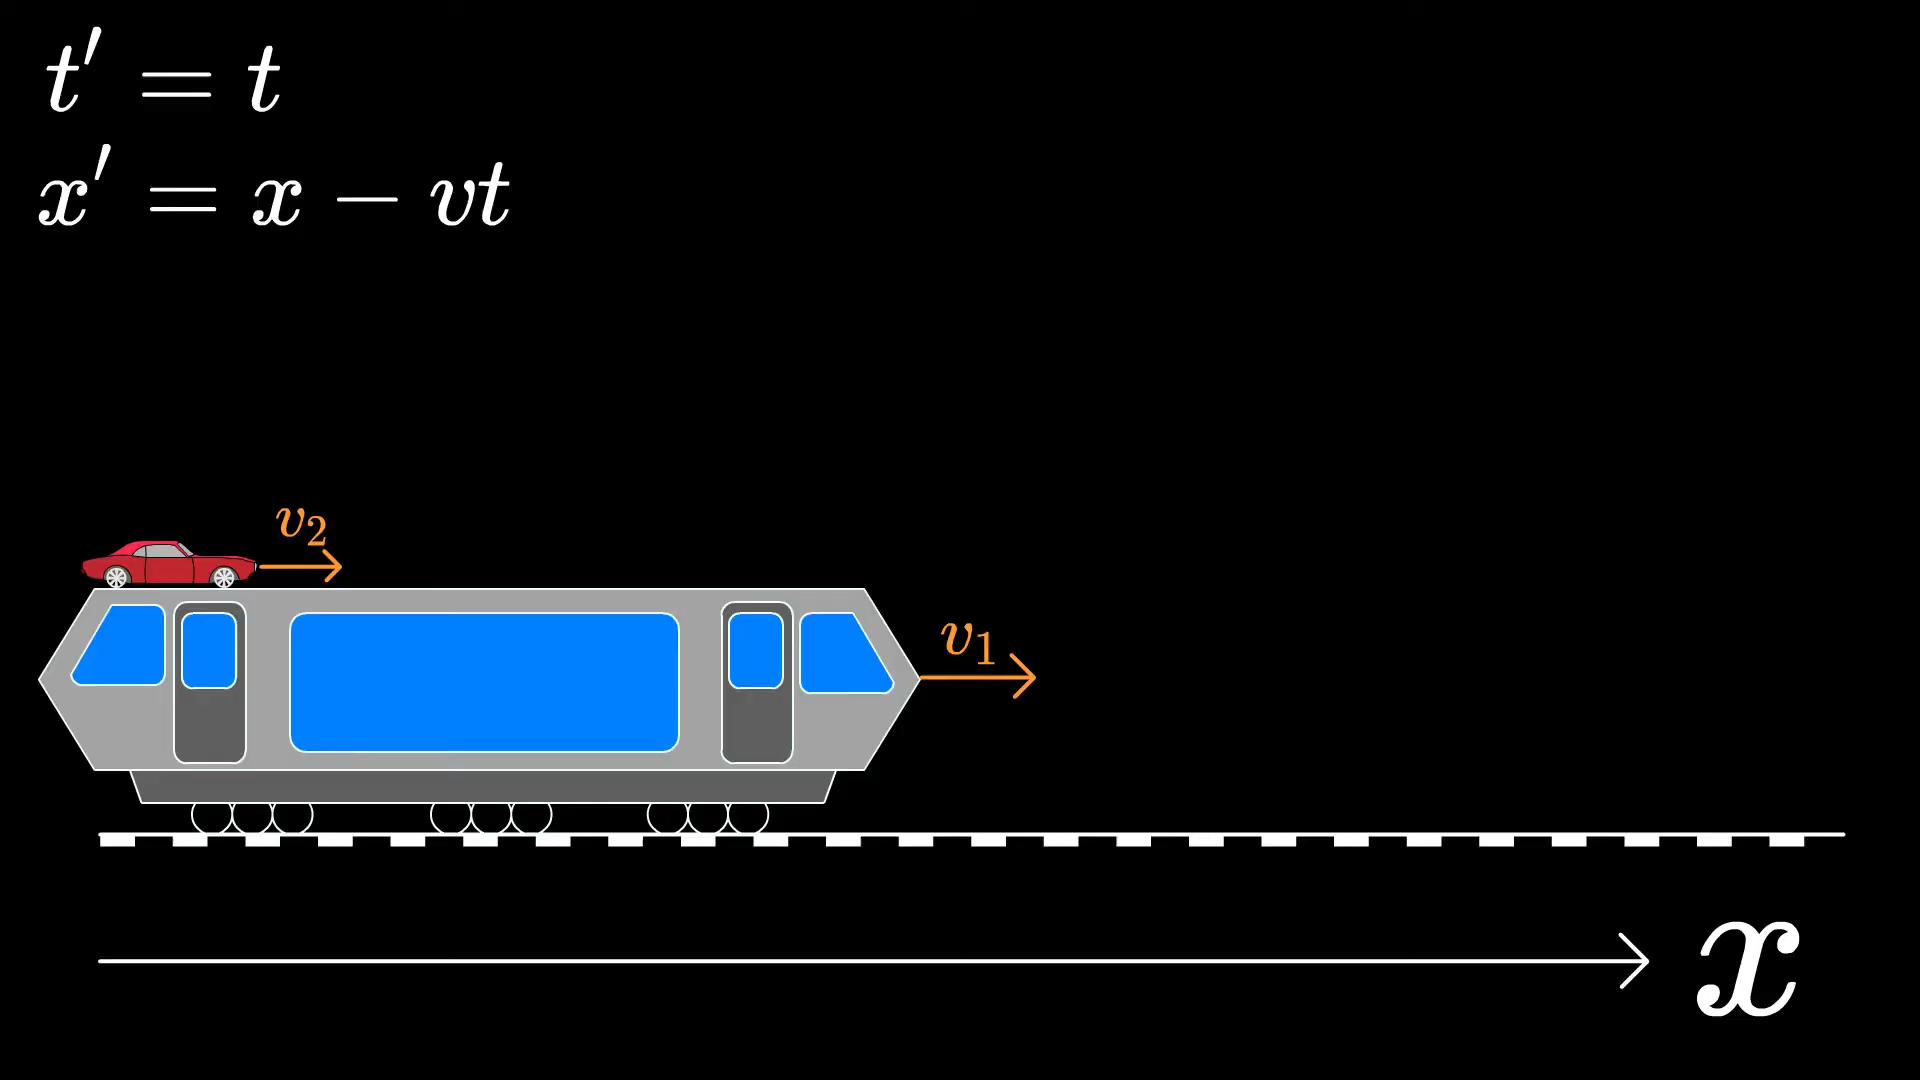 t′ = t
x′ = x − vt
v₂
v₁
x